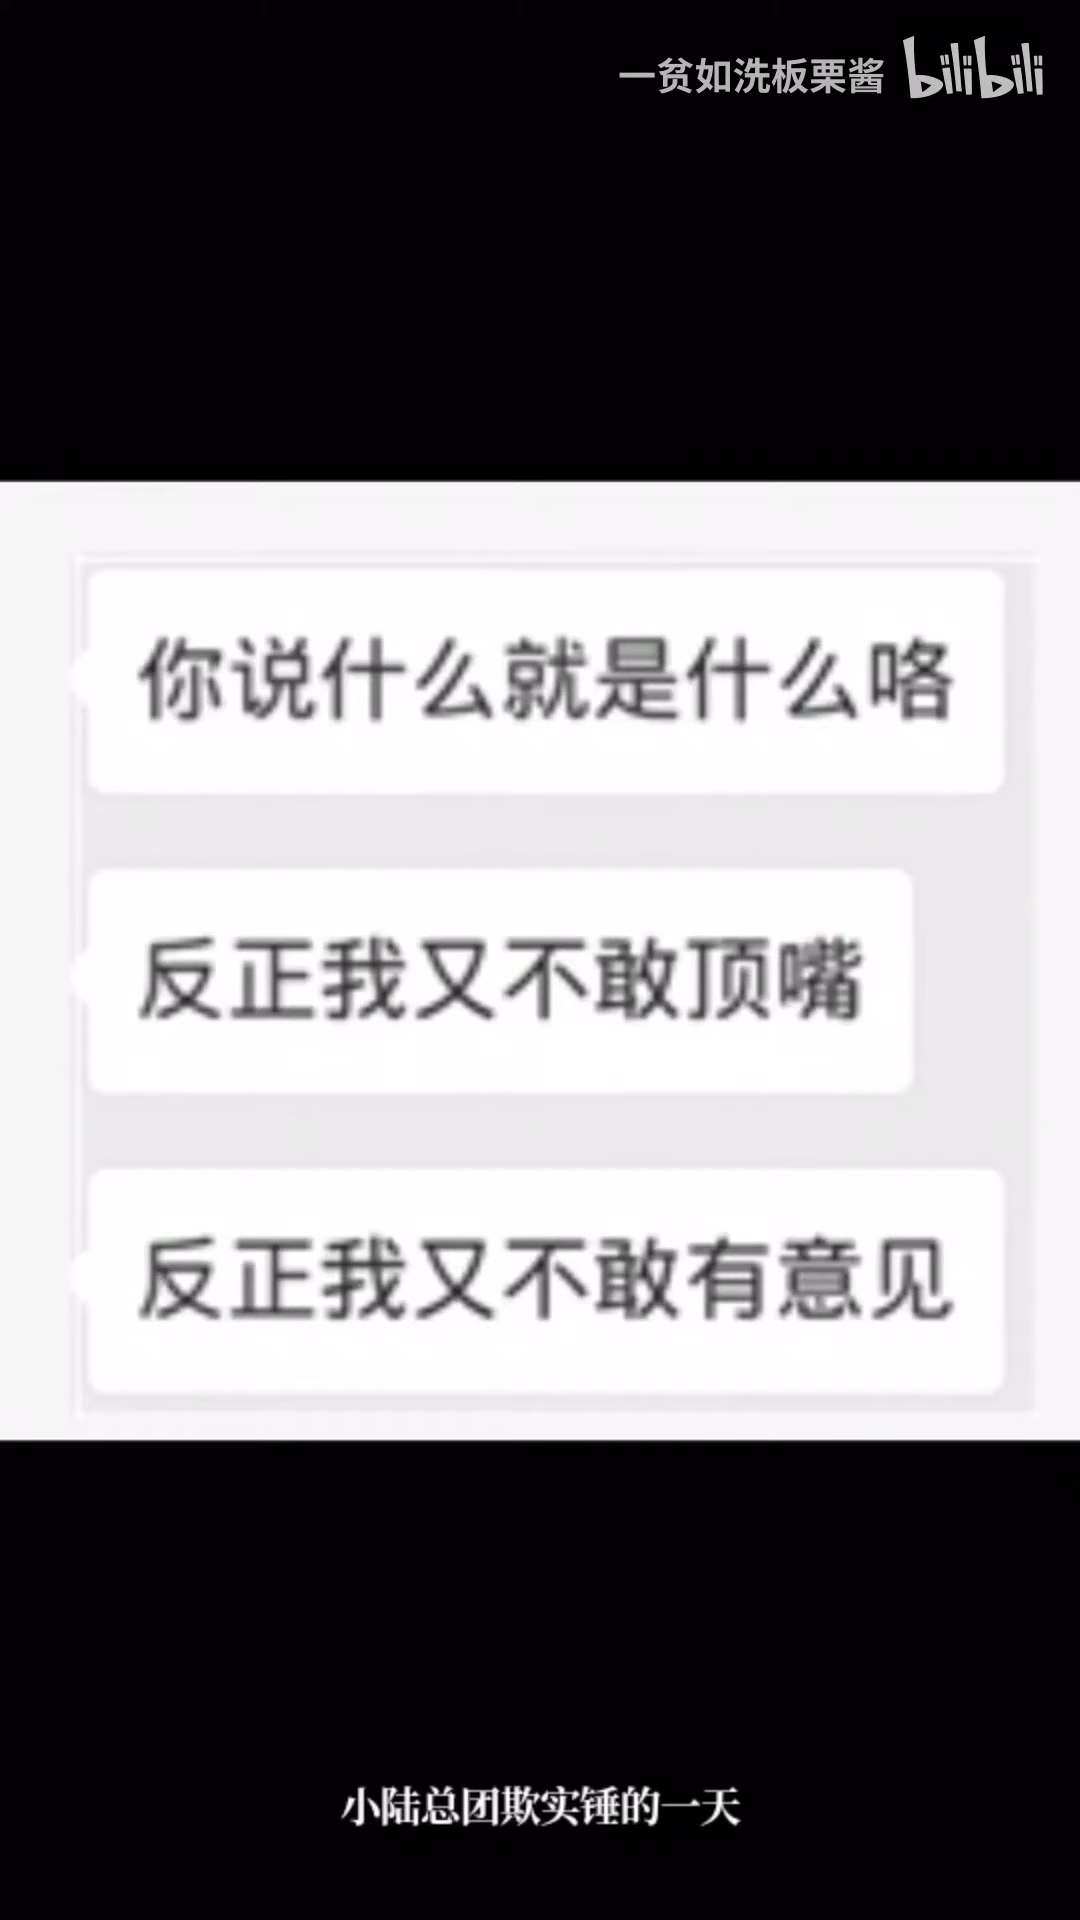 一贫如洗板栗酱 bilibili
你说什么就是什么咯
反正我又不敢顶嘴
反正我又不敢有意见
小陆总团欺实锤的一天